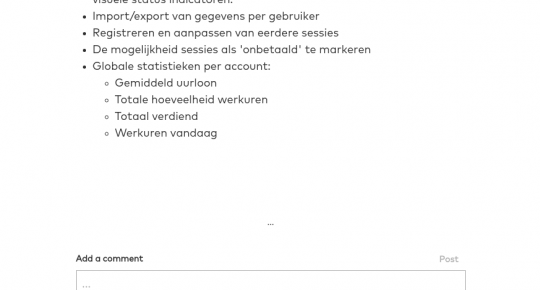 visuele status indicatoren.
Import/export van gegevens per gebruiker
Registreren en aanpassen van eerdere sessies
De mogelijkheid sessies als 'onbetaald' te markeren
Globale statistieken per account:
Gemiddeld uurloon
Totale hoeveelheid werkuren
Totaal verdiend
Werkuren vandaag
...
Add a comment Post
...